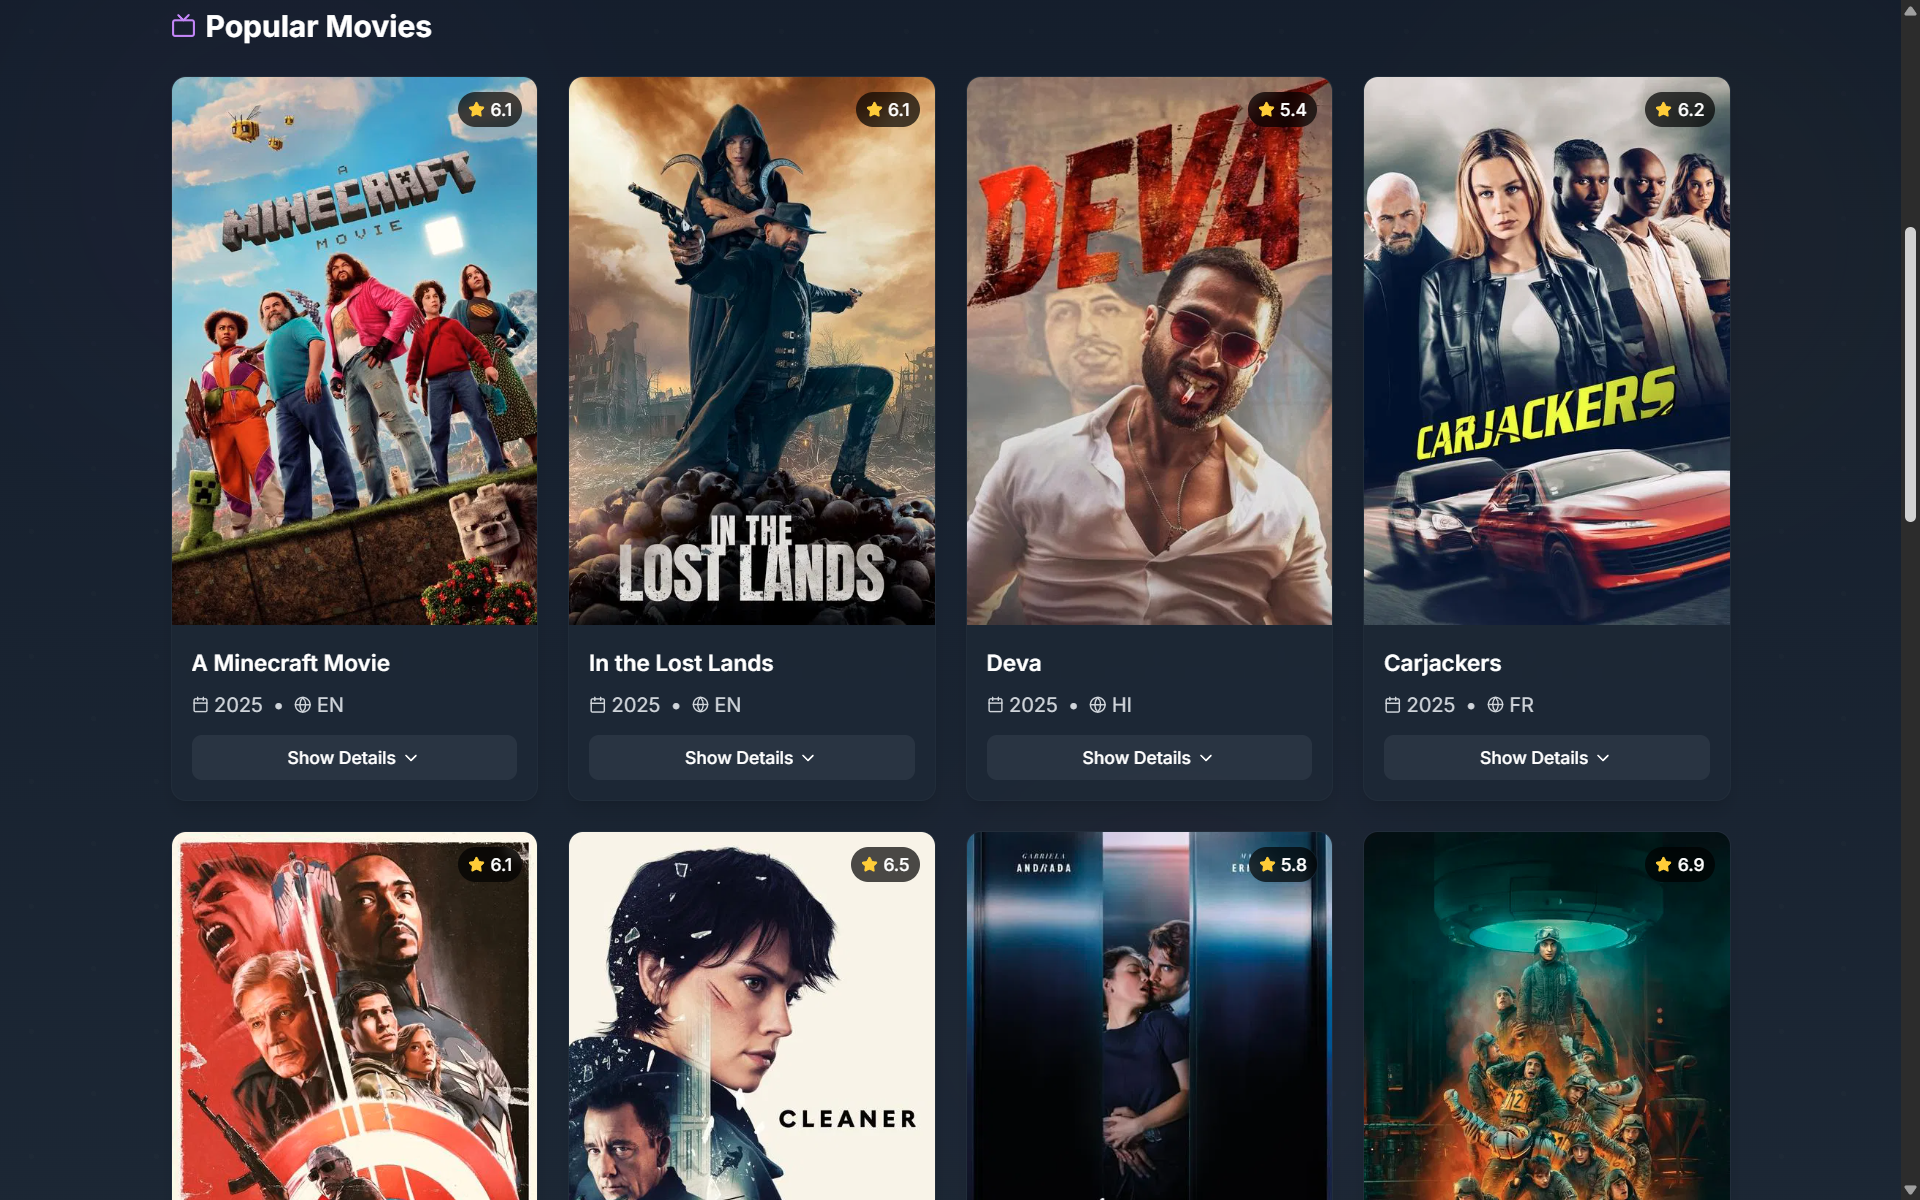 Popular Movies
6.1
A
MINECRAFT
MOVIE
6.1
IN THE
LOST LANDS
5.4
DEVA
6.2
CARJACKERS
A Minecraft Movie
2025 • EN
Show Details
In the Lost Lands
2025 • EN
Show Details
Deva
2025 • HI
Show Details
Carjackers
2025 • FR
Show Details
6.1
6.5
CLEANER
5.8
GABRIELA
ANDRADA
6.9
12